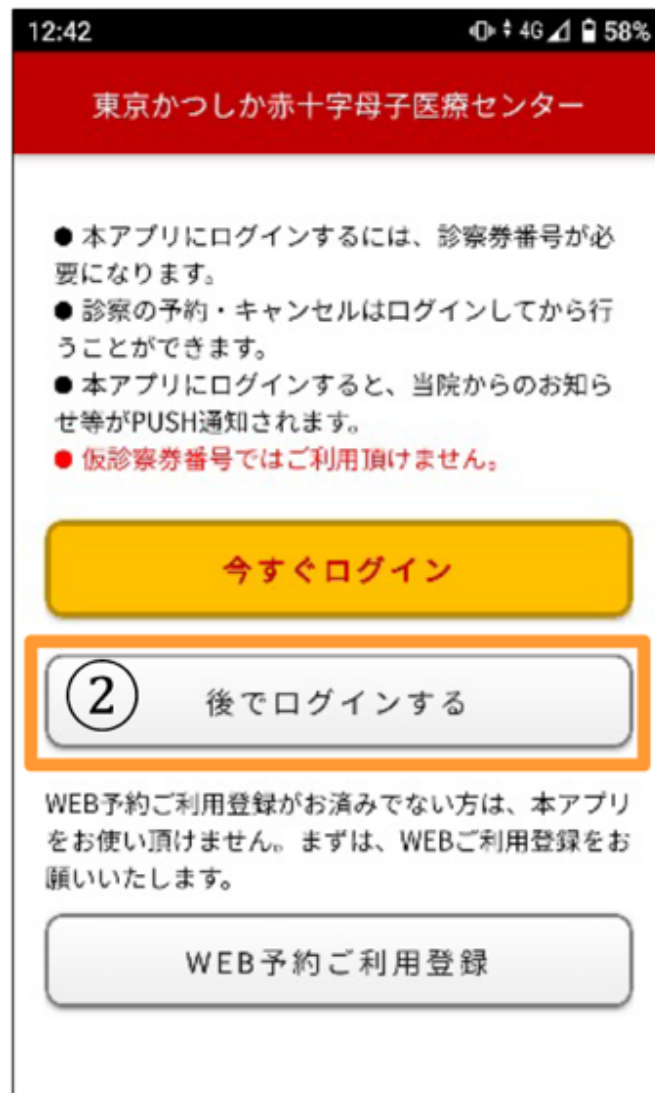 12:42 4G 58%
東京かつしか赤十字母子医療センター
● 本アプリにログインするには、診察券番号が必
要になります。
● 診察の予約・キャンセルはログインしてから行
うことができます。
● 本アプリにログインすると、当院からのお知ら
せ等がPUSH通知されます。
● 仮診察券番号ではご利用頂けません。
今すぐログイン
② 後でログインする
WEB予約ご利用登録がお済みでない方は、本アプリ
をお使い頂けません。まずは、WEBご利用登録をお
願いいたします。
WEB予約ご利用登録